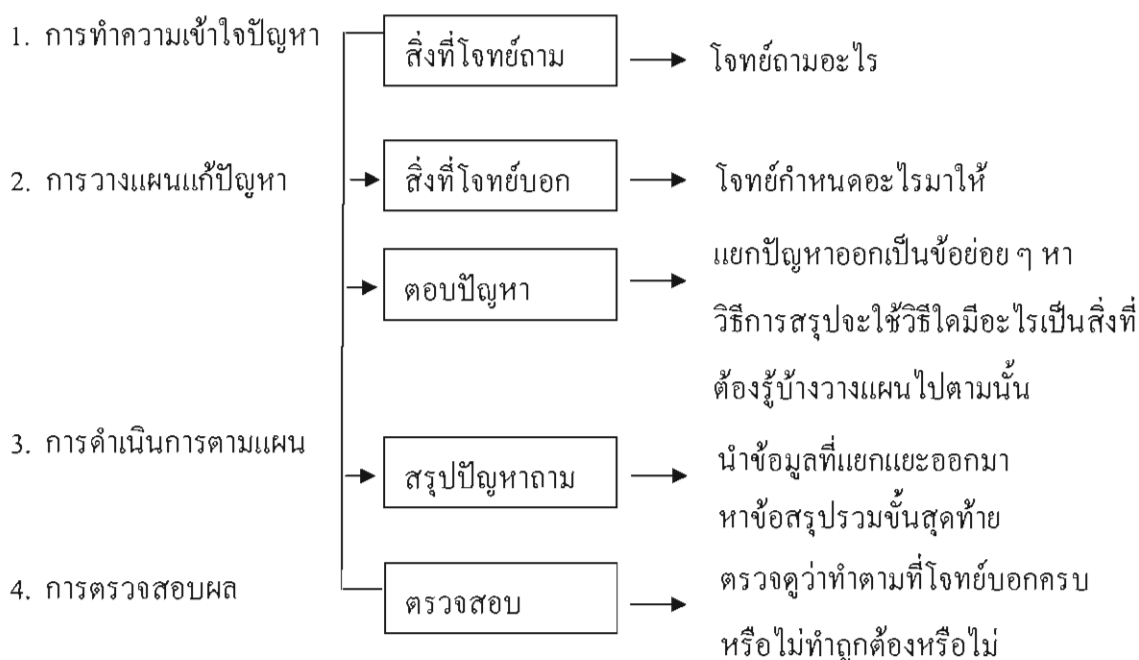 1. การทำความเข้าใจปัญหา
สิ่งที่โจทย์ถาม
โจทย์ถามอะไร
2. การวางแผนแก้ปัญหา
สิ่งที่โจทย์บอก
โจทย์กำหนดอะไรมาให้
ตอบปัญหา
แยกปัญหาออกเป็นข้อย่อย ๆ หา
วิธีการสรุปจะใช้วิธีใดมีอะไรเป็นสิ่งที่
ต้องรู้บ้างวางแผนไปตามนั้น
3. การดำเนินการตามแผน
สรุปปัญหาถาม
นำข้อมูลที่แยกแยะออกมา
หาข้อสรุปรวมขั้นสุดท้าย
4. การตรวจสอบผล
ตรวจสอบ
ตรวจดูว่าทำตามที่โจทย์บอกครบ
หรือไม่ทำถูกต้องหรือไม่